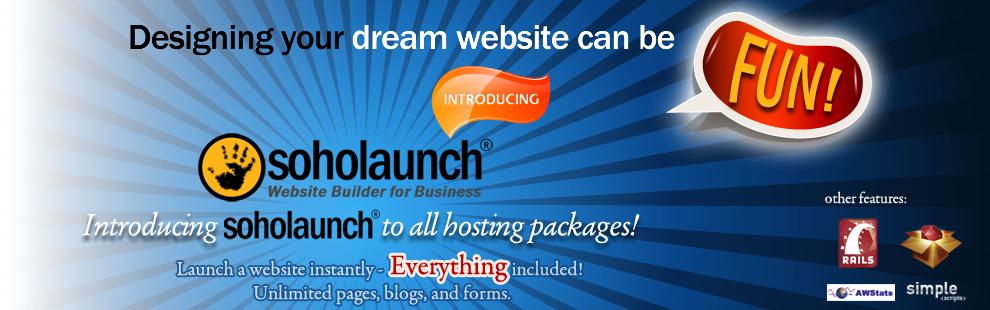 Designing your dream website can be
FUN!
INTRODUCING
soholaunch®
Website Builder for Business
Introducing soholaunch® to all hosting packages!
Launch a website instantly - Everything included!
Unlimited pages, blogs, and forms.
other features:
RAILS
AWStats
simple
<scripts>